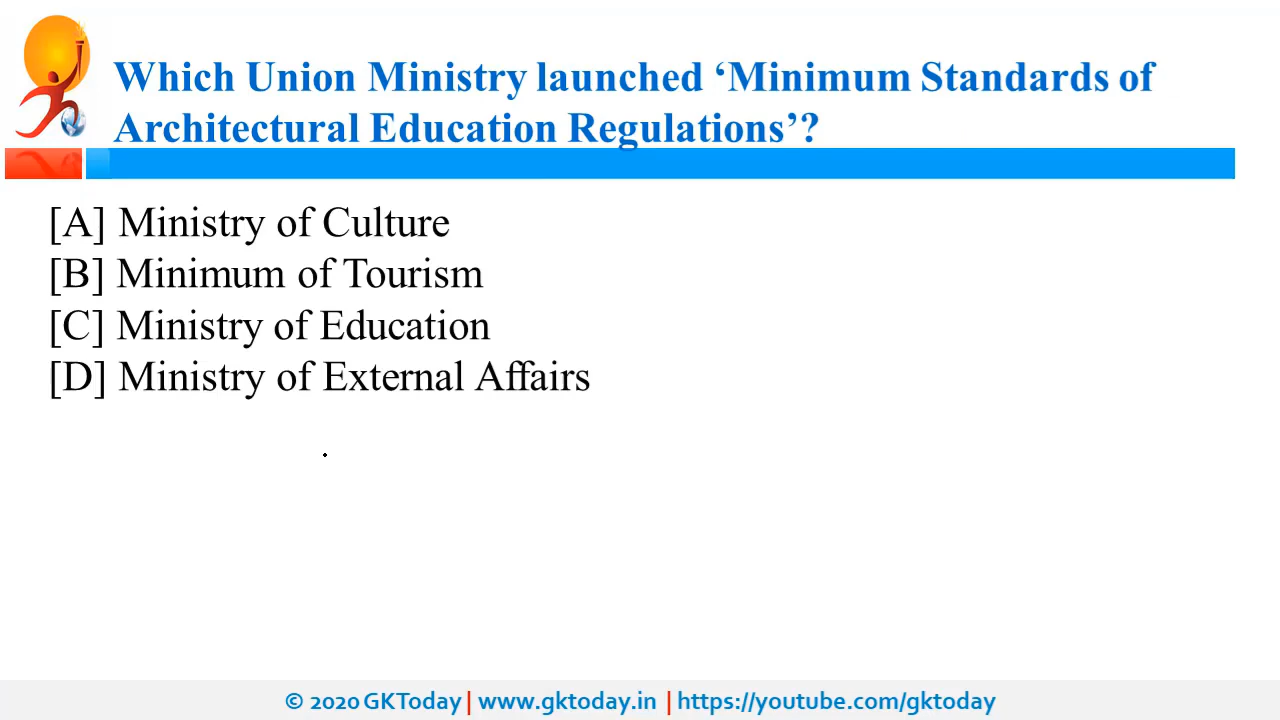 Which Union Ministry launched ‘Minimum Standards of
Architectural Education Regulations’?
[A] Ministry of Culture
[B] Minimum of Tourism
[C] Ministry of Education
[D] Ministry of External Affairs
© 2020 GKToday | www.gktoday.in | https://youtube.com/gktoday